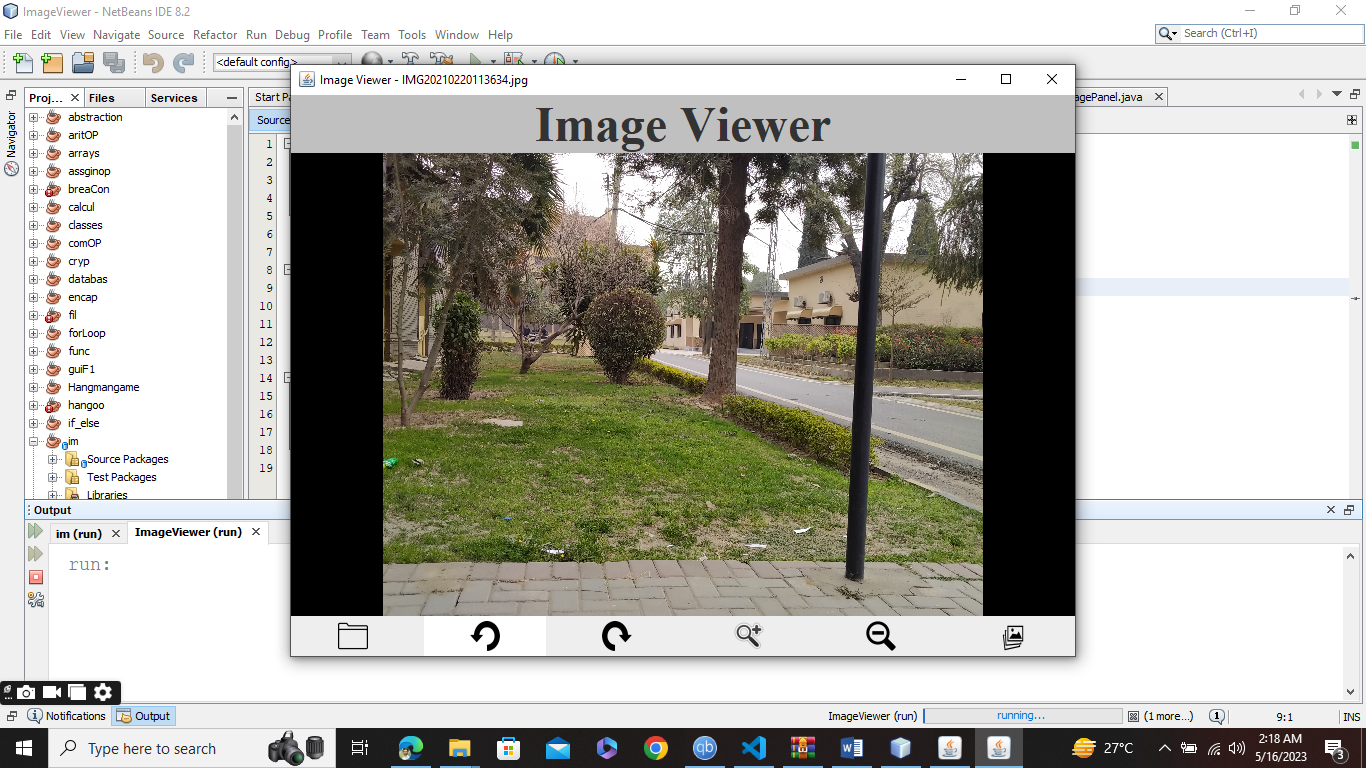 ImageViewer - NetBeans IDE 8.2
File Edit View Navigate Source Refactor Run Debug Profile Team Tools Window Help
Search (Ctrl+I)
<default config>
Image Viewer - IMG20210220113634.jpg
Proj... Files Services
Start Pa
agePanel.java
Navigator
Source
Image Viewer
abstraction
aritOP
arrays
assginop
breaCon
calcul
classes
comOP
cryp
databas
encap
fil
forLoop
func
guiF1
Hangmangame
hangoo
if_else
im
Source Packages
Test Packages
Libraries
1
2
3
4
5
6
7
8
9
10
11
12
13
14
15
16
17
18
19
Output
im (run) ImageViewer (run)
run:
Notifications Output
ImageViewer (run) running... (1 more...) 1 9:1 INS
Type here to search
27°C
2:18 AM
5/16/2023
3